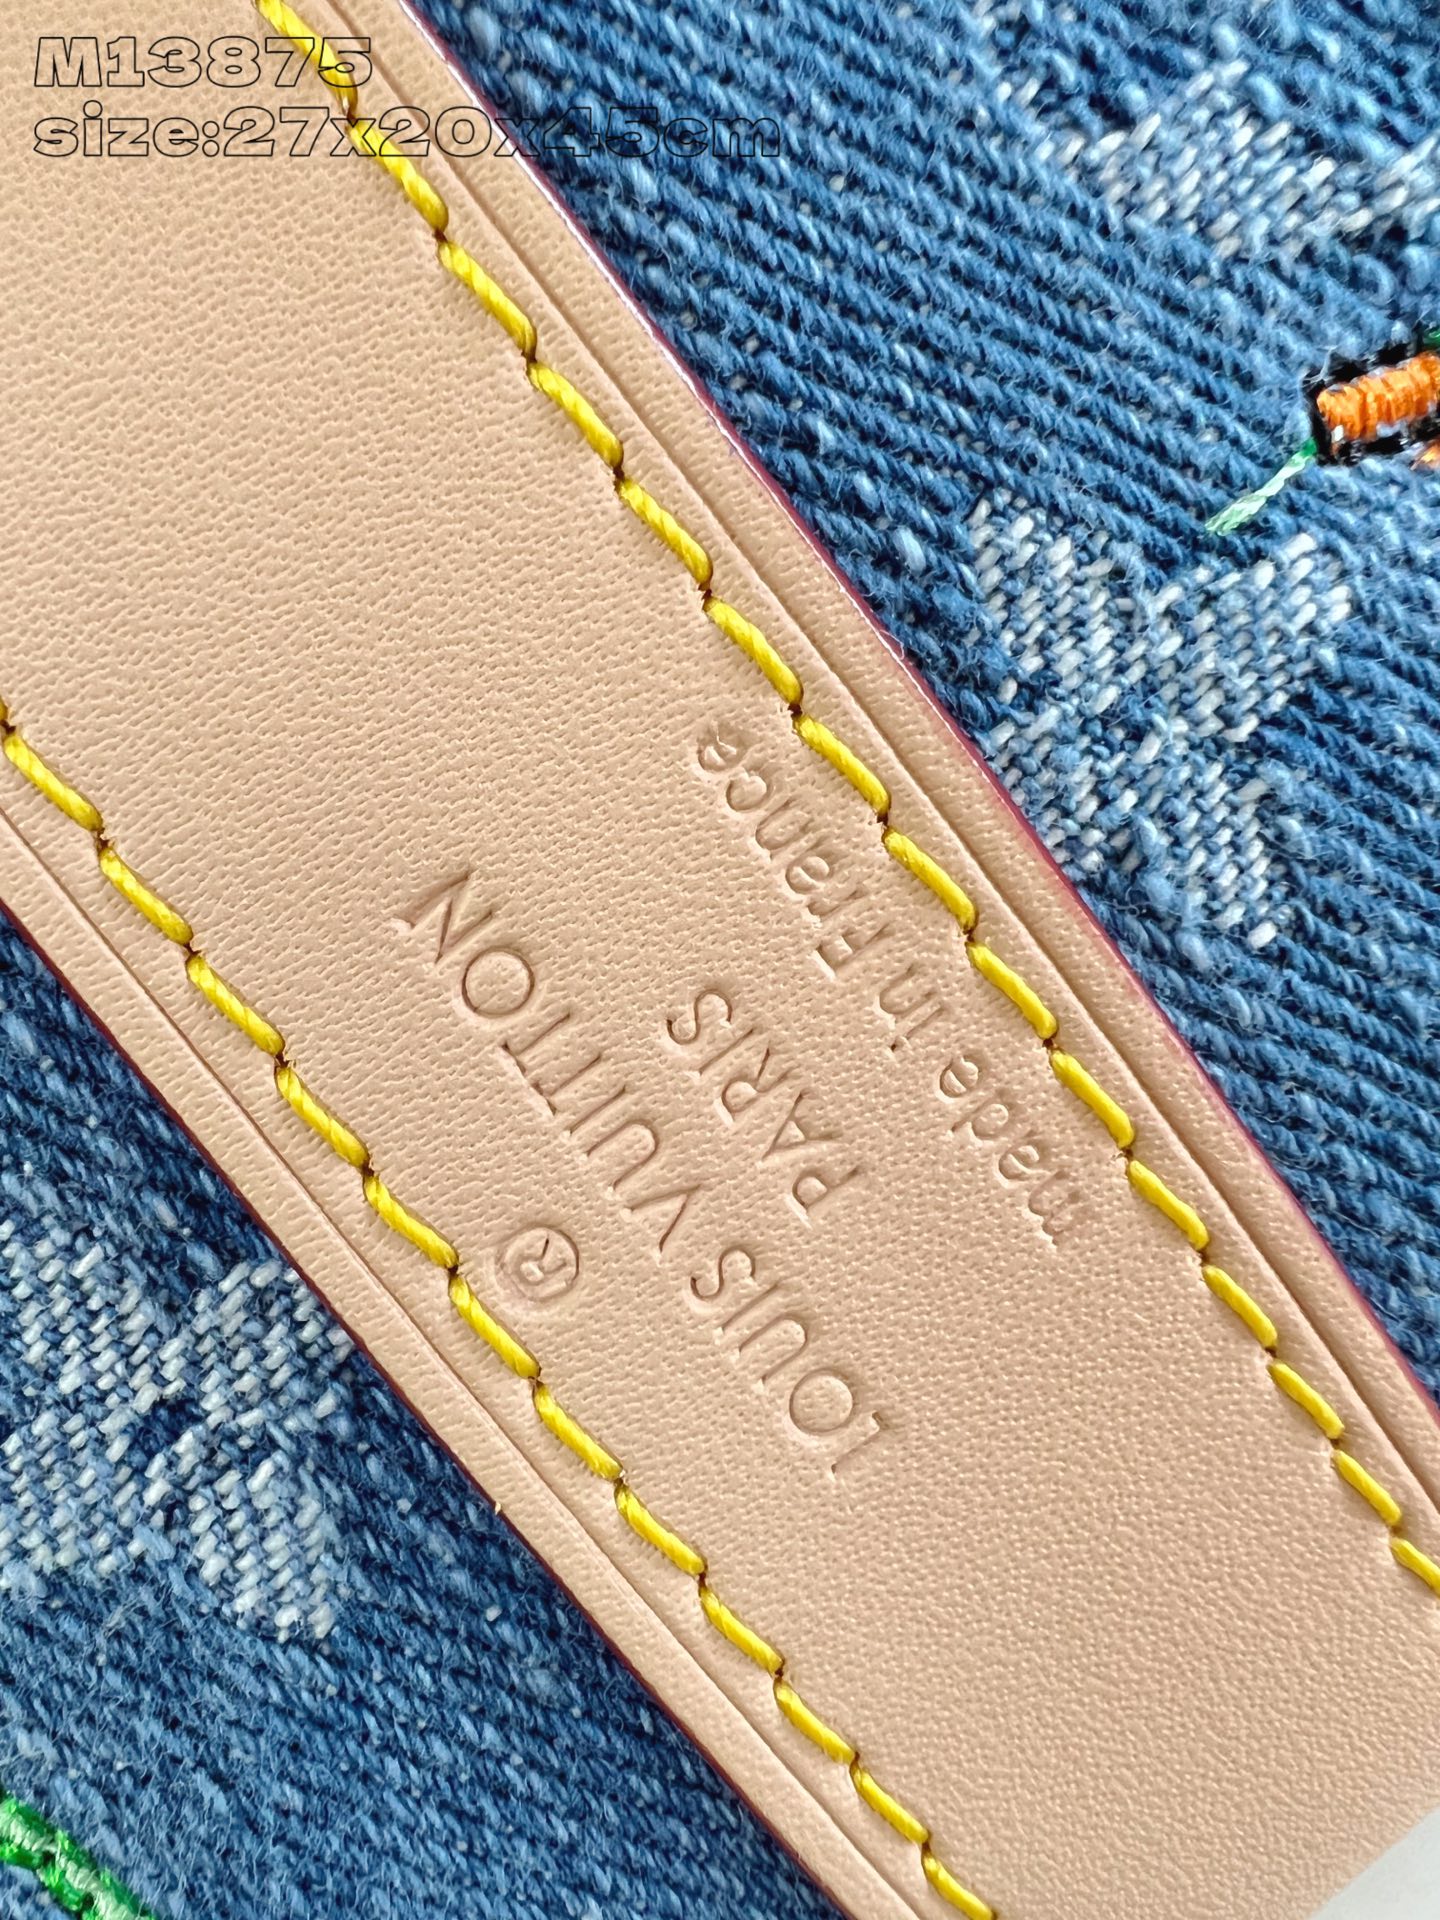 M13875
size:27x20x45cm
®
LOUIS VUITTON
PARIS
made in France